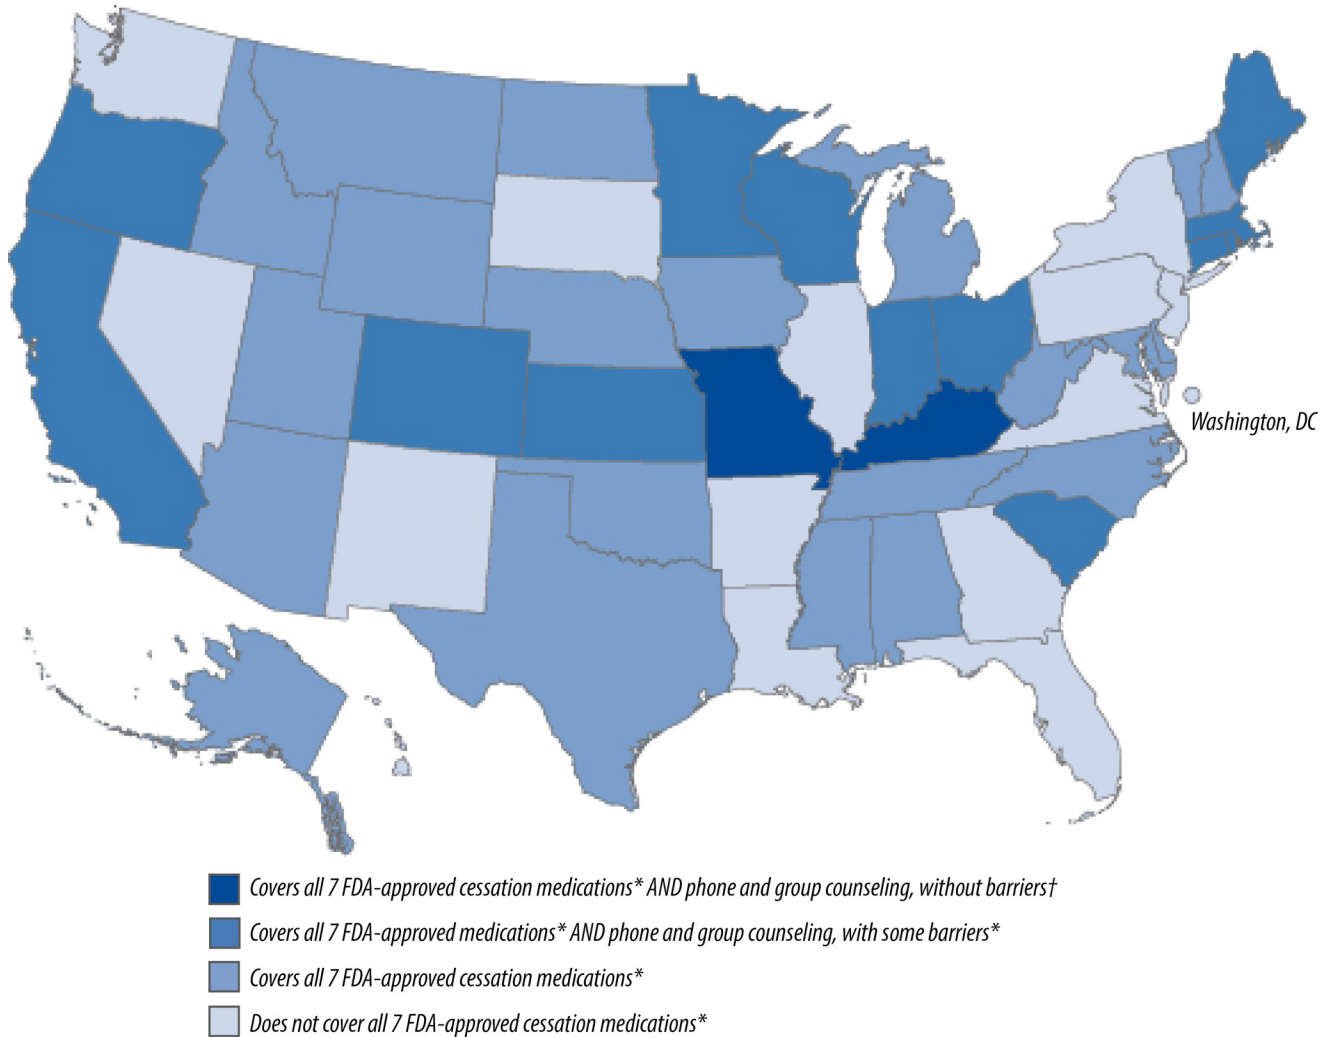 Washington, DC
Covers all 7 FDA-approved cessation medications* AND phone and group counseling, without barriers†
Covers all 7 FDA-approved medications* AND phone and group counseling, with some barriers*
Covers all 7 FDA-approved cessation medications*
Does not cover all 7 FDA-approved cessation medications*